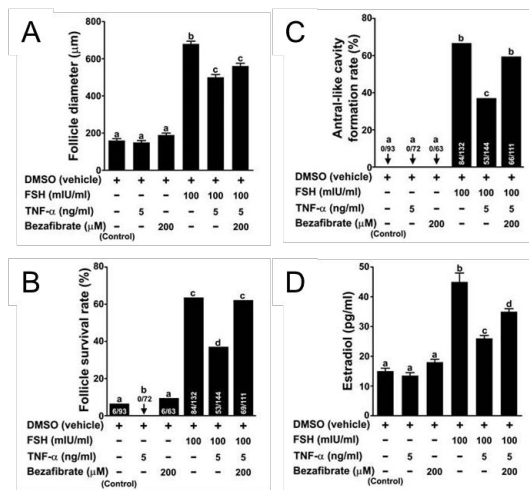 A
Follicle diameter (μm)
800
600
400
200
0
a a a b c c
DMSO (vehicle) + + + + + +
FSH (mIU/ml) – – – 100 100 100
TNF-α (ng/ml) – 5 – – 5 5
Bezafibrate (μM) – – 200 – – 200
(Control)
C
Antral-like cavity
formation rate (%)
80
60
40
20
0
a a a b c b
0/93 0/72 0/63 84/132 53/144 66/111
DMSO (vehicle) + + + + + +
FSH (mIU/ml) – – – 100 100 100
TNF-α (ng/ml) – 5 – – 5 5
Bezafibrate (μM) – – 200 – – 200
(Control)
B
Follicle survival rate (%)
80
60
40
20
0
a b a c d c
6/93 0/72 6/63 84/132 53/144 69/111
DMSO (vehicle) + + + + + +
FSH (mIU/ml) – – – 100 100 100
TNF-α (ng/ml) – 5 – – 5 5
Bezafibrate (μM) – – 200 – – 200
(Control)
D
Estradiol (pg/ml)
50
40
30
20
10
0
a a a b c d
DMSO (vehicle) + + + + + +
FSH (mIU/ml) – – – 100 100 100
TNF-α (ng/ml) – 5 – – 5 5
Bezafibrate (μM) – – 200 – – 200
(Control)